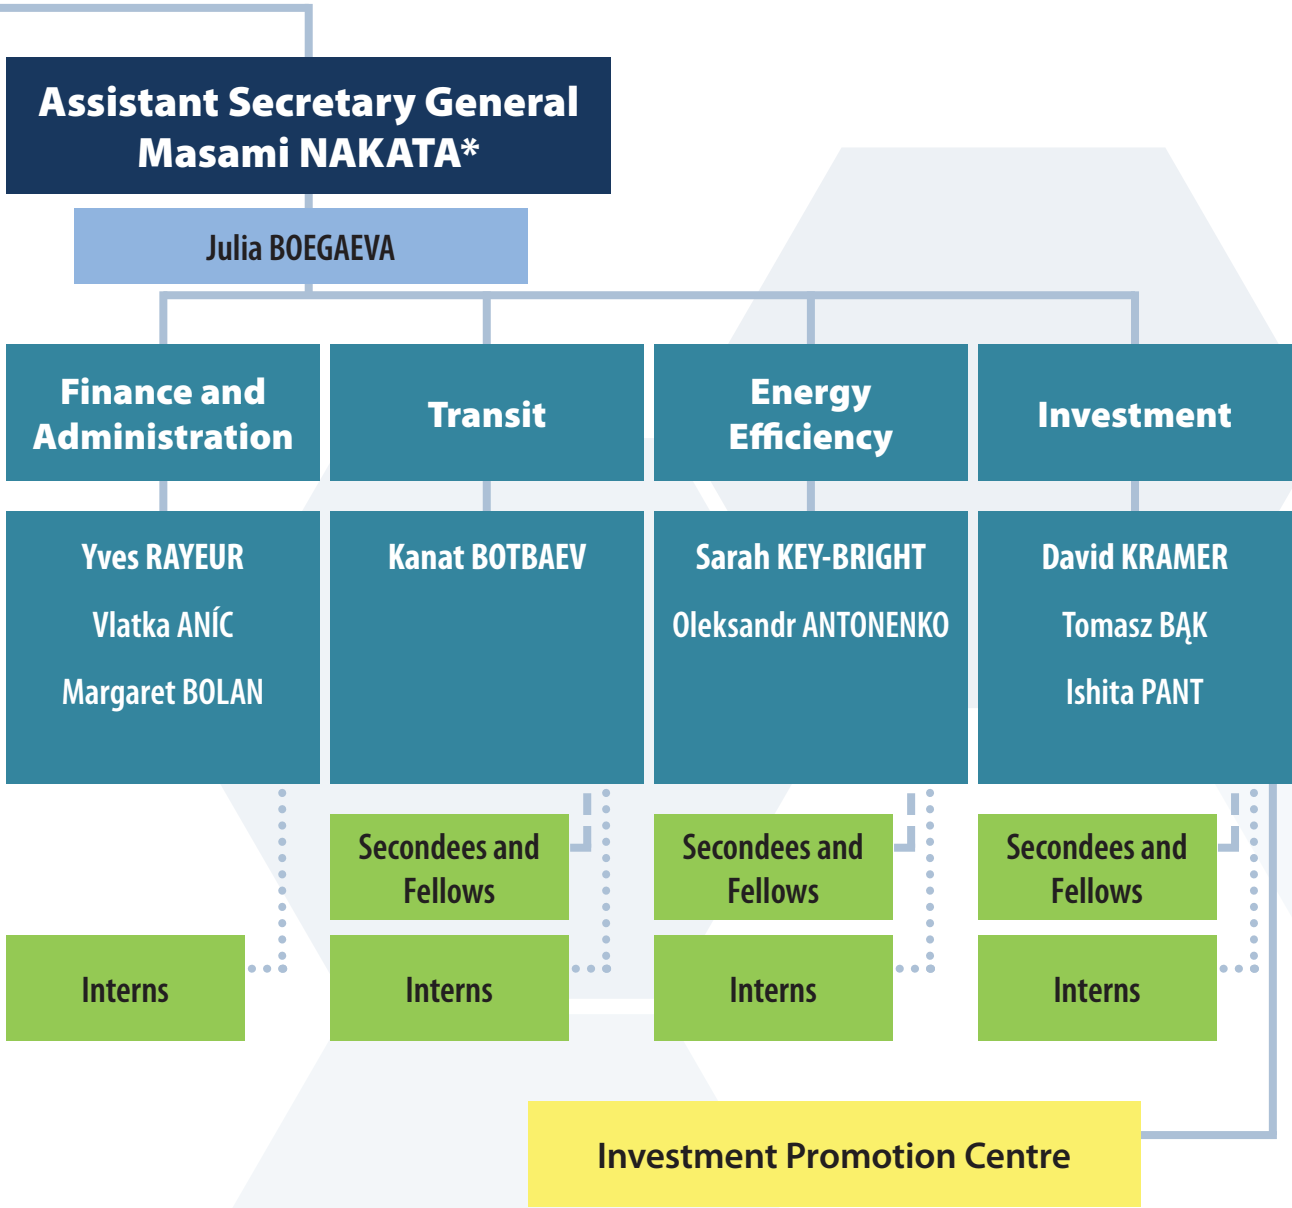 Assistant Secretary General
Masami NAKATA*
Julia BOEGAEVA
Finance and
Administration
Transit
Energy
Efficiency
Investment
Yves RAYEUR
Vlatka ANÍC
Margaret BOLAN
Kanat BOTBAEV
Sarah KEY-BRIGHT
Oleksandr ANTONENKO
David KRAMER
Tomasz BĄK
Ishita PANT
Secondees and
Fellows
Secondees and
Fellows
Secondees and
Fellows
Interns
Interns
Interns
Interns
Investment Promotion Centre